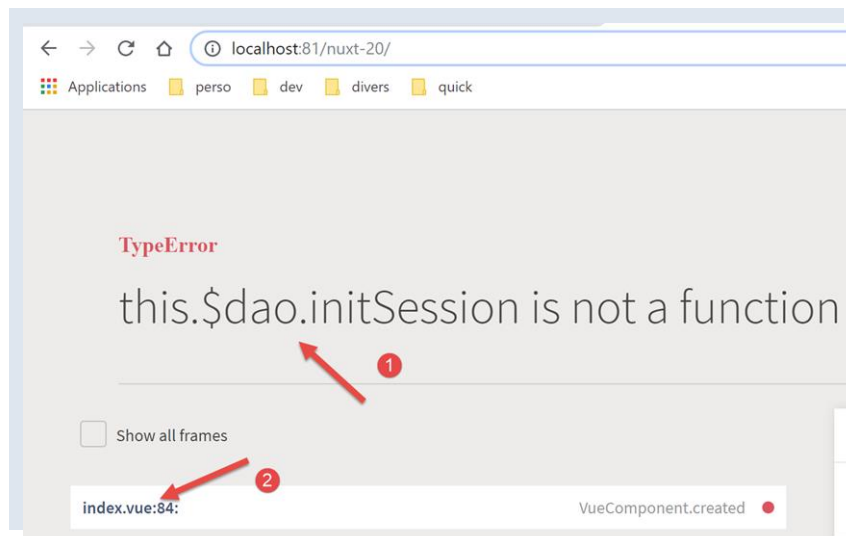 localhost:81/nuxt-20/
Applications perso dev divers quick
TypeError
this.$dao.initSession is not a function
1
Show all frames
2
index.vue:84: VueComponent.created